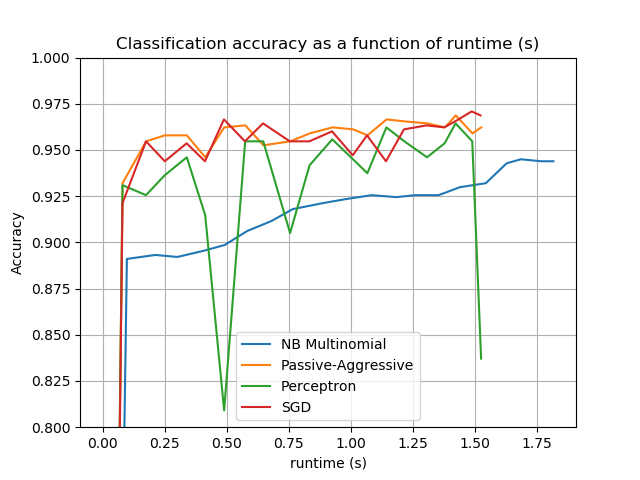 Classification accuracy as a function of runtime (s)
Accuracy
1.000
0.975
0.950
0.925
0.900
0.875
0.850
0.825
0.800
NB Multinomial
Passive-Aggressive
Perceptron
SGD
0.00 0.25 0.50 0.75 1.00 1.25 1.50 1.75
runtime (s)